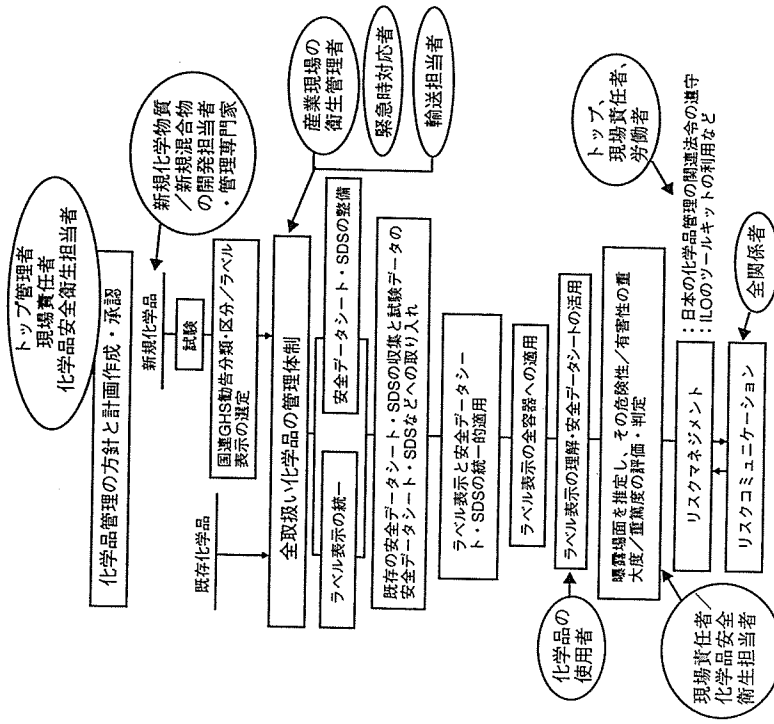 トップ管理者
現場責任者
化学品安全衛生担当者
化学品管理の方針と計画作成・承認
新規化学物質
／新規混合物
の開発担当者
・管理専門家
既存化学品
新規化学品
試験
国連GHS勧告分類・区分／ラベル
表示の選定
全取扱い化学品の管理体制
産業現場の
衛生管理者
緊急時対応者
輸送担当者
ラベル表示の統一
安全データシート・SDSの整備
既存の安全データシート・SDSの収集と試験データの
安全データシート・SDSなどへの取り入れ
ラベル表示と安全データシー
ト・SDSの統一的適用
ラベル表示の全容器への適用
化学品の
使用者
ラベル表示の理解・安全データシートの活用
曝露場面を推定し、その危険性／有害性の重
大度／重篤度の評価・判定
現場責任者／
化学品安全
衛生担当者
トップ、
現場責任者、
労働者
リスクマネジメント
：日本の化学品管理の関連法令の遵守
：ILOのツールキットの利用など
リスクコミュニケーション
全関係者